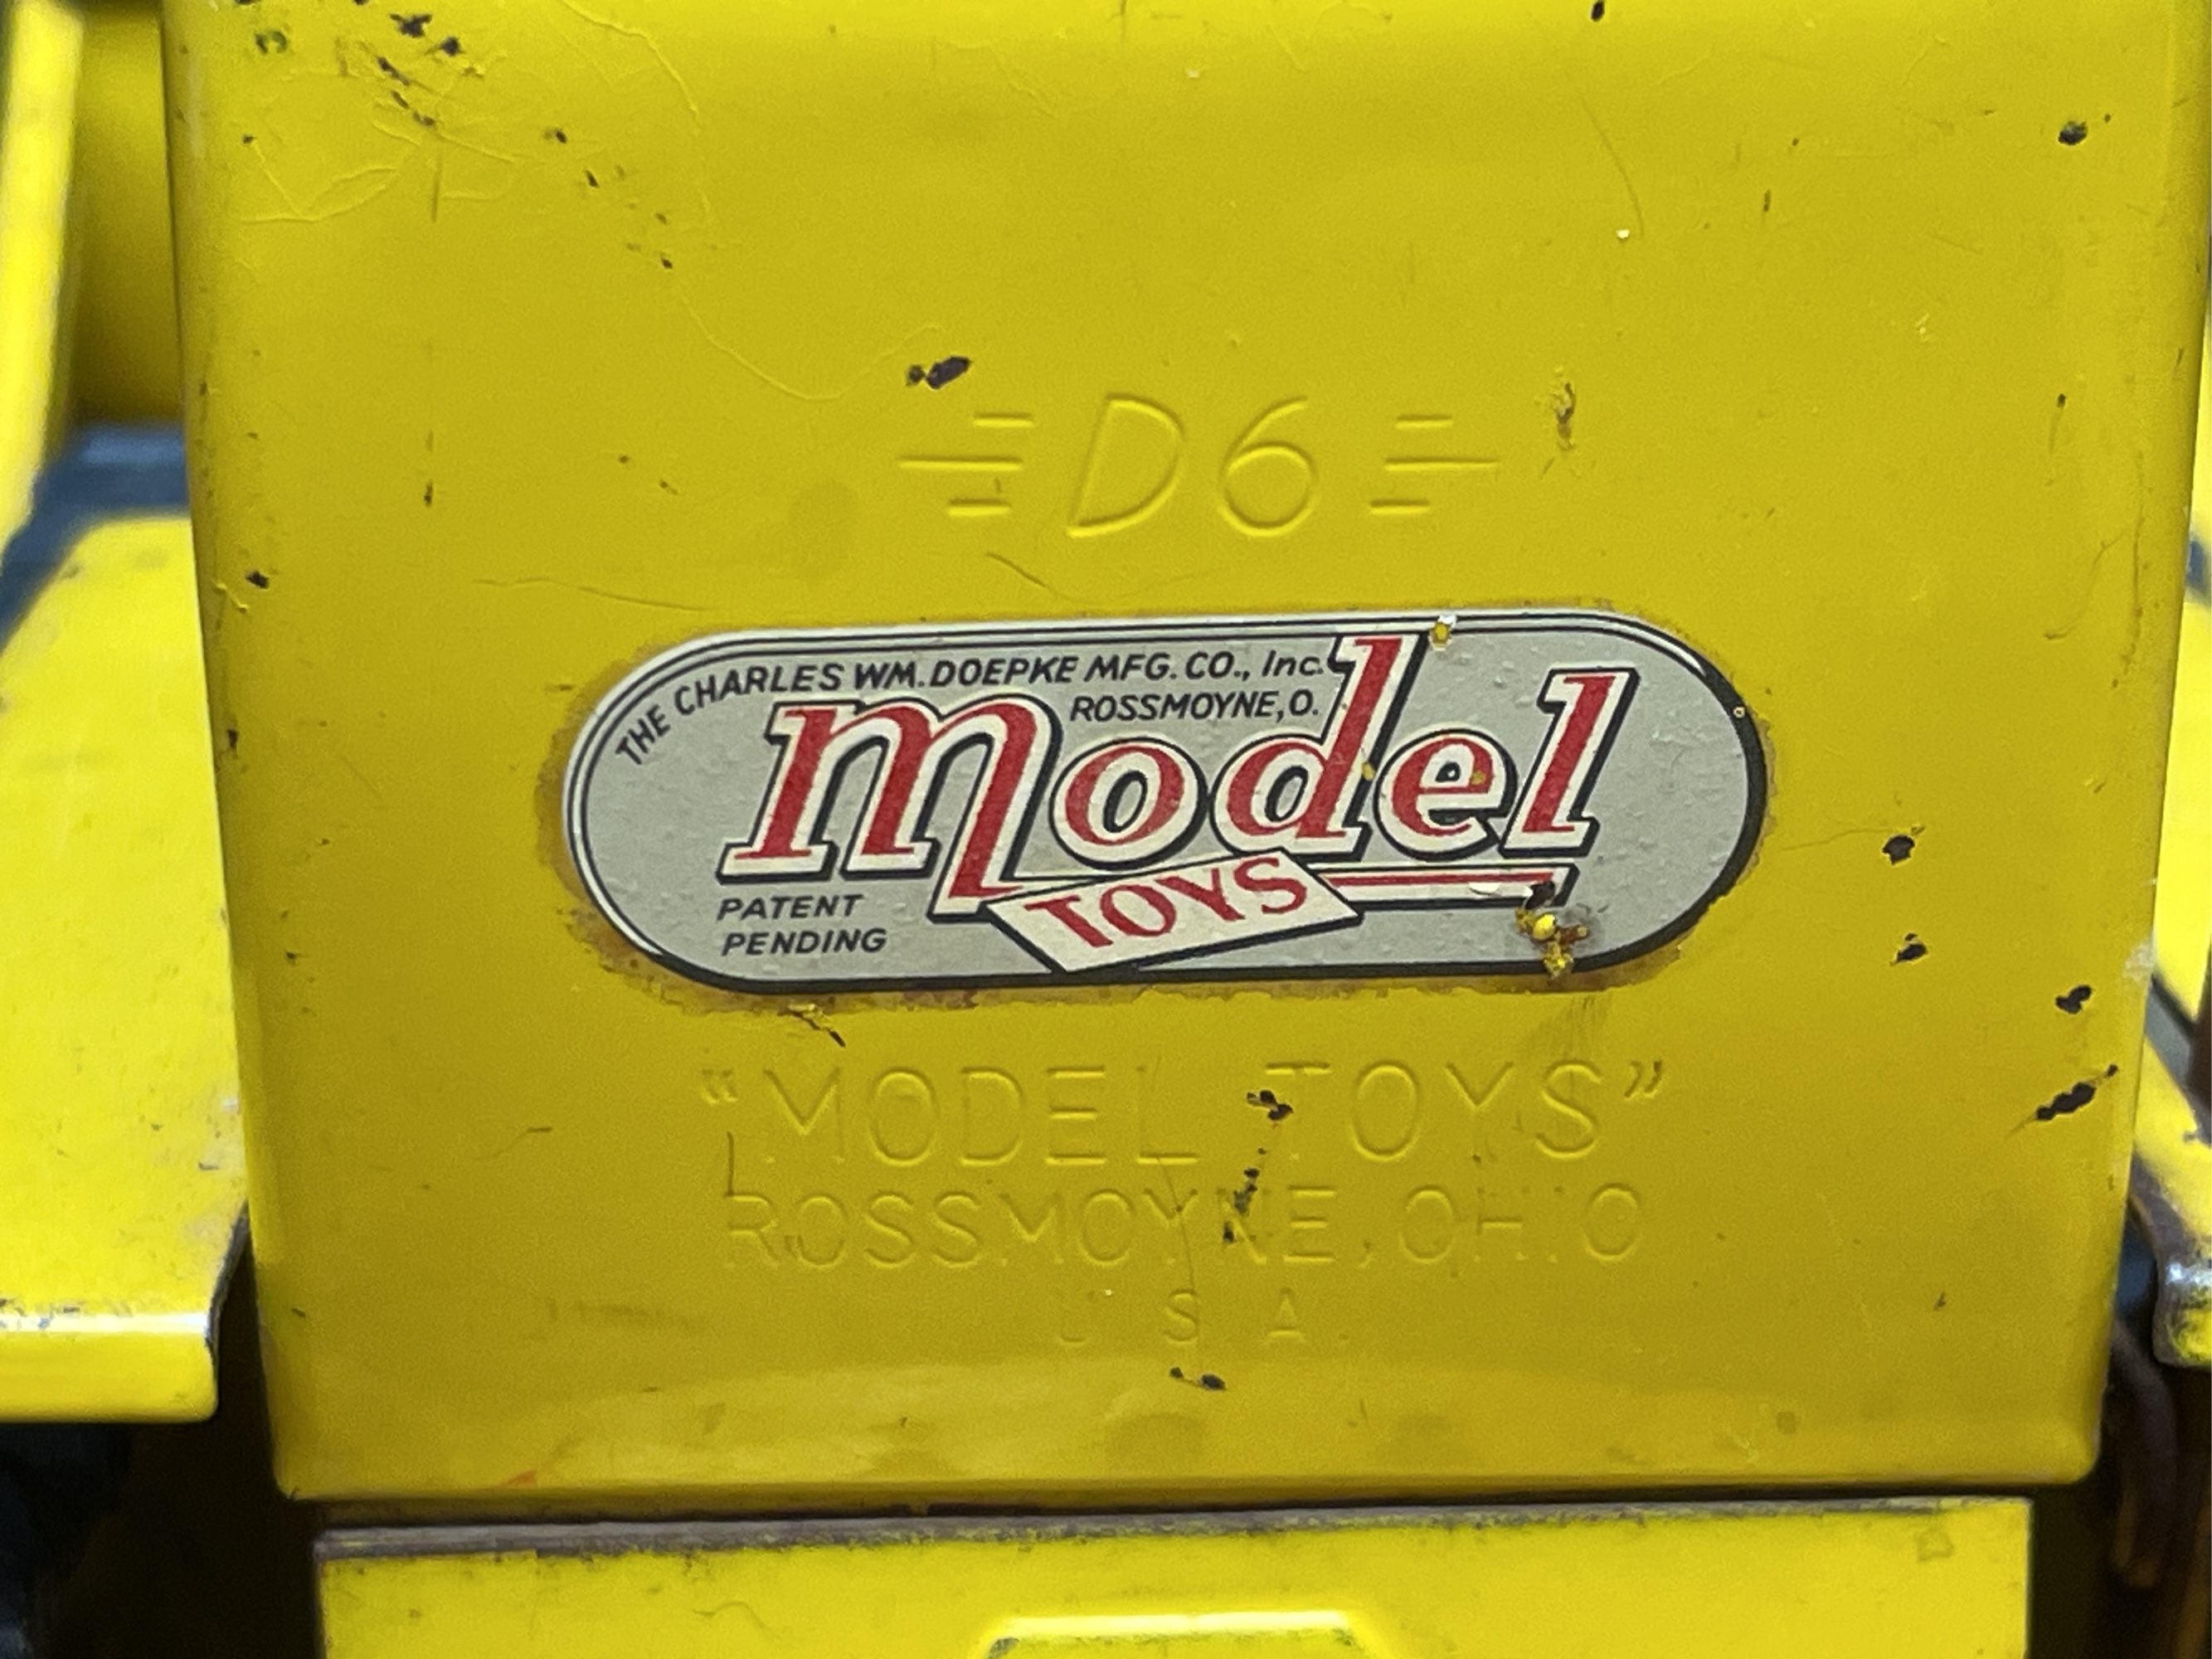 D6
THE CHARLES WM. DOEPKE MFG. CO., Inc.
ROSSMOYNE, O.
Model
TOYS
PATENT
PENDING
"MODEL TOYS"
ROSSMOYNE, OHIO
U.S.A.